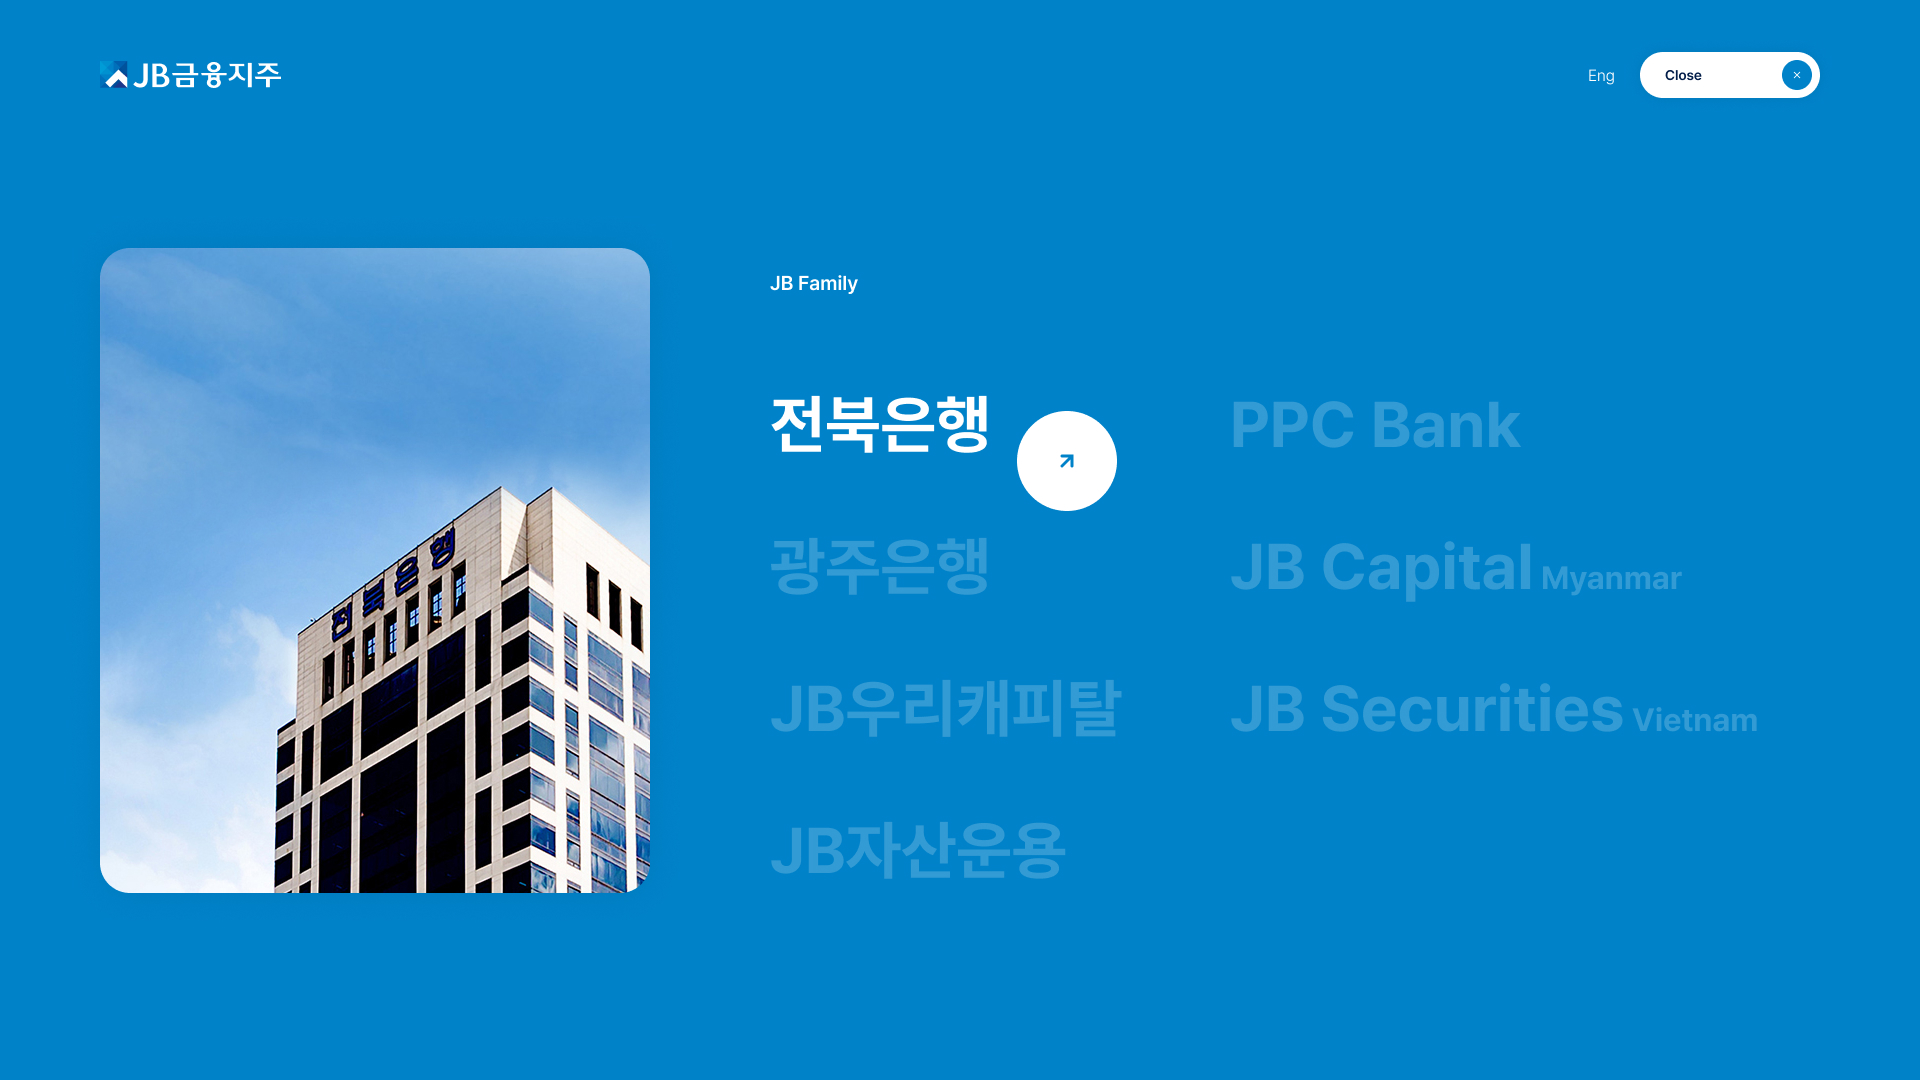 JB금융지주
Eng
Close
JB Family
전북은행
PPC Bank
광주은행
JB Capital Myanmar
JB우리캐피탈
JB Securities Vietnam
JB자산운용
전북은행